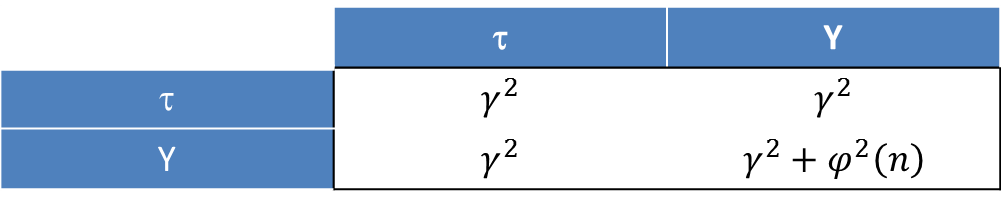 τ Y
τ γ² γ²
Y γ² γ² + φ²(n)